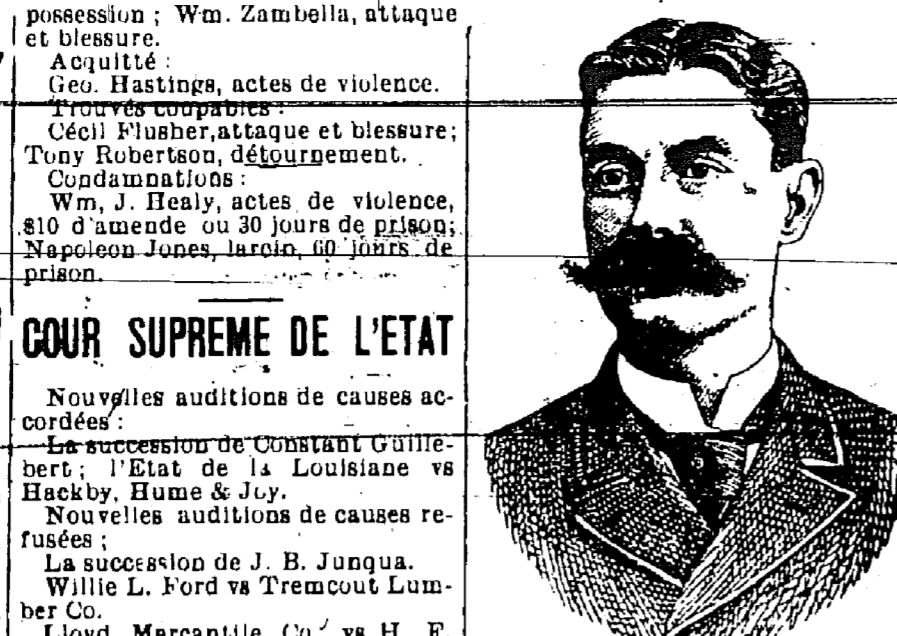 possession ; Wm. Zambella, attaque
et blessure.
Acquitté :
Geo. Hastings, actes de violence.
Trouvés coupables :
Cécil Flusher,attaque et blessure;
Tony Robertson, détournement.
Condamnations :
Wm, J. Healy, actes de violence,
$10 d'amende ou 30 jours de prison;
Napoleon Jones, larcin, 60 jours de
prison.
COUR SUPREME DE L'ETAT
Nouvelles auditions de causes ac-
cordées :
La succession de Constant Guille-
bert ; l'Etat de la Louisiane vs
Hackby, Hume & Joy.
Nouvelles auditions de causes re-
fusées ;
La succession de J. B. Junqua.
Willie L. Ford vs Tremcout Lum-
ber Co.
Lloyd Mercantile Co. vs H. F.